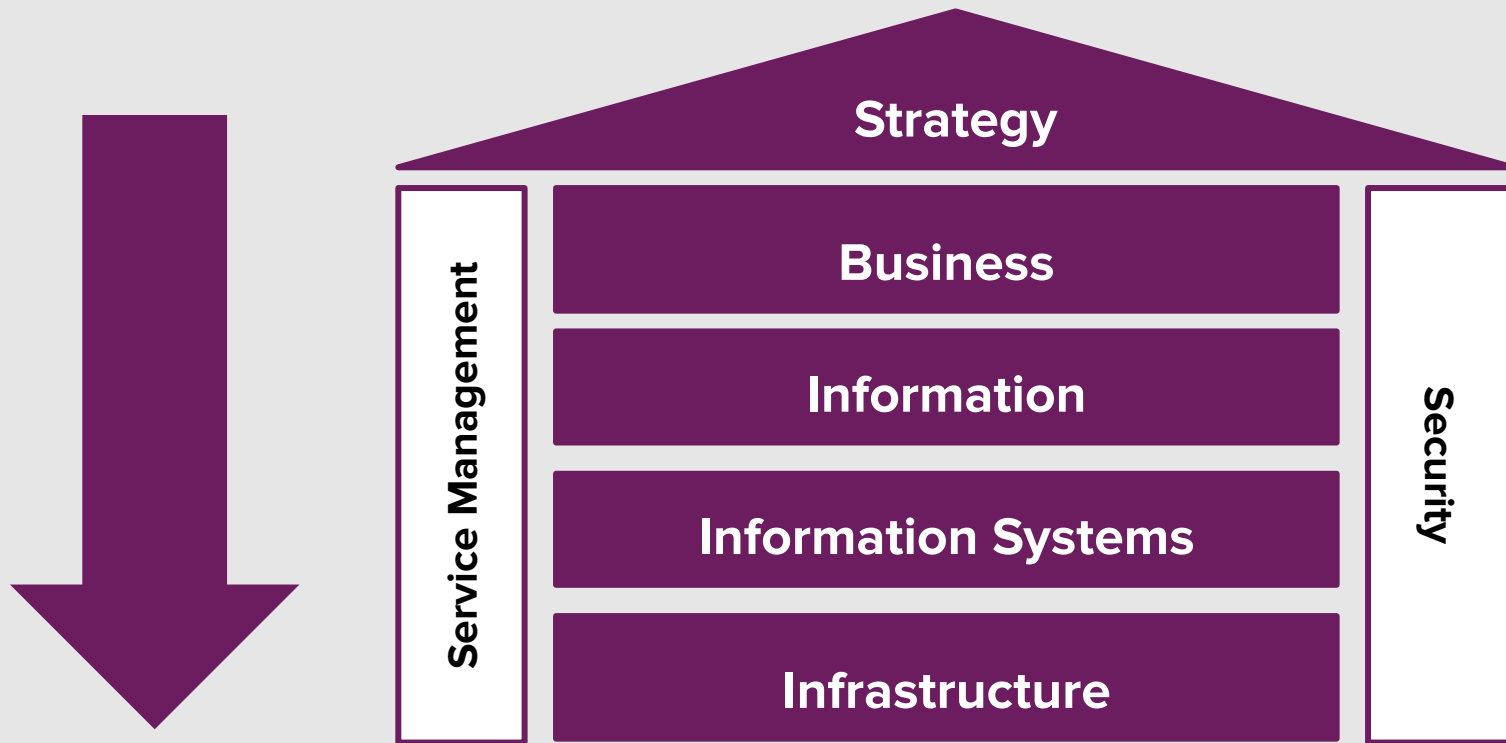 Strategy
Service Management
Business
Information
Information Systems
Infrastructure
Security